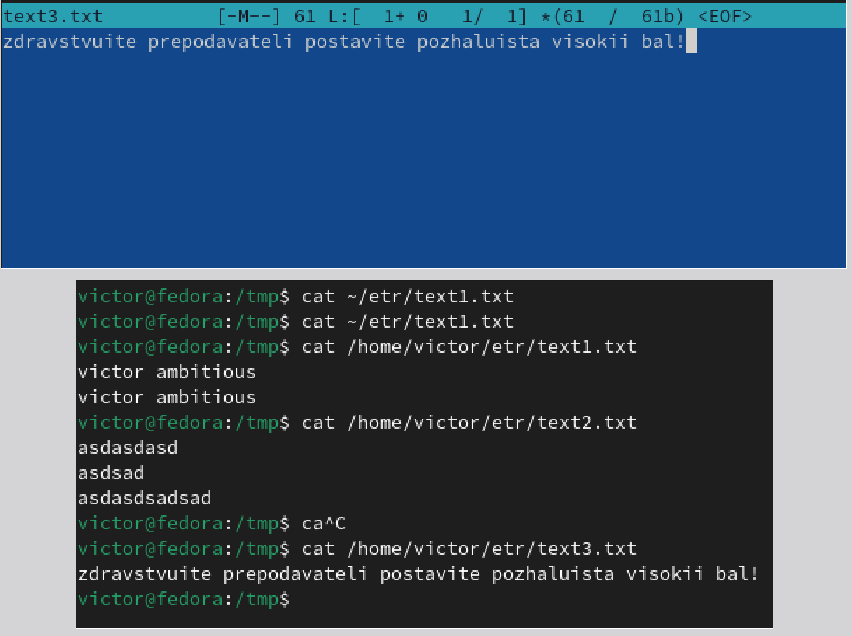 text3.txt [-M--] 61 L:[ 1+ 0 1/ 1] *(61 / 61b) <EOF>
zdravstvuite prepodavateli postavite pozhaluista visokii bal!
victor@fedora:/tmp$ cat ~/etr/text1.txt
victor@fedora:/tmp$ cat ~/etr/text1.txt
victor@fedora:/tmp$ cat /home/victor/etr/text1.txt
victor ambitious
victor ambitious
victor@fedora:/tmp$ cat /home/victor/etr/text2.txt
asdasdasd
asdsad
asdasdsadsad
victor@fedora:/tmp$ ca^C
victor@fedora:/tmp$ cat /home/victor/etr/text3.txt
zdravstvuite prepodavateli postavite pozhaluista visokii bal!
victor@fedora:/tmp$